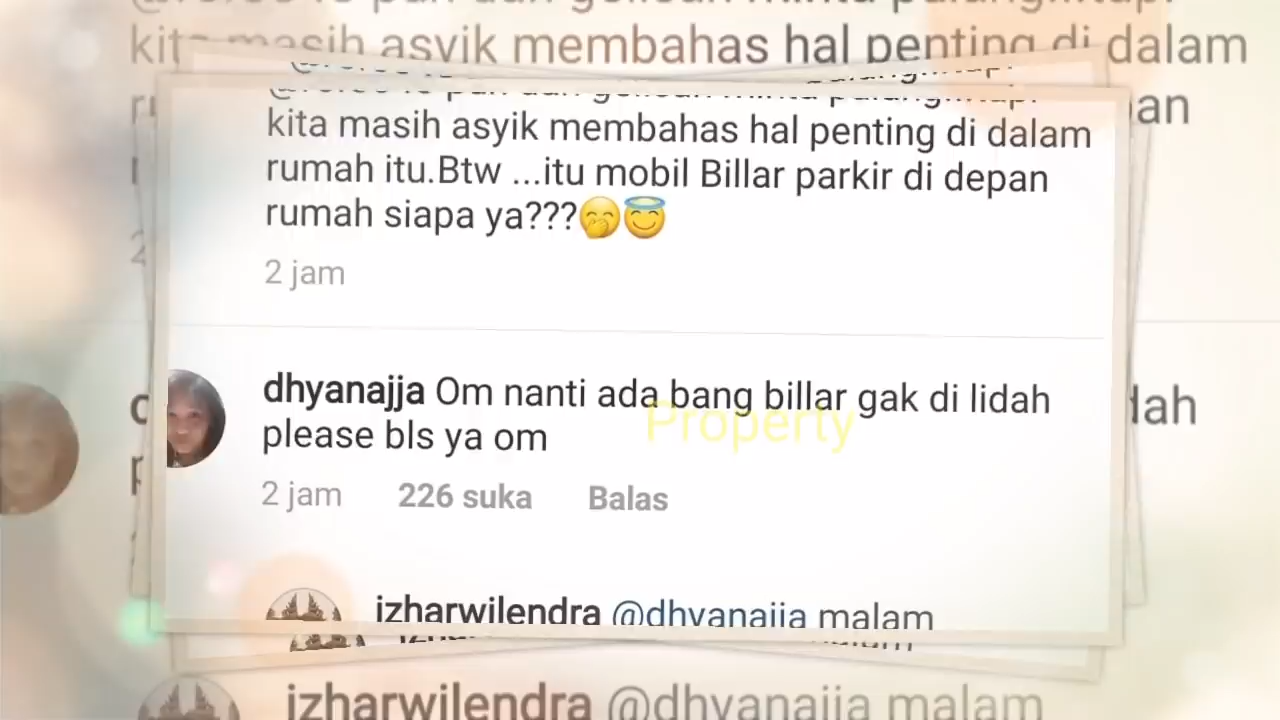 kita masih asyik membahas hal penting di dalam
rumah itu.Btw ...itu mobil Billar parkir di depan
rumah siapa ya???🤭😇
2 jam
dhyanajja Om nanti ada bang billar gak di lidah
please bls ya om
Property
2 jam 226 suka Balas
izharwilendra @dhyanajja malam